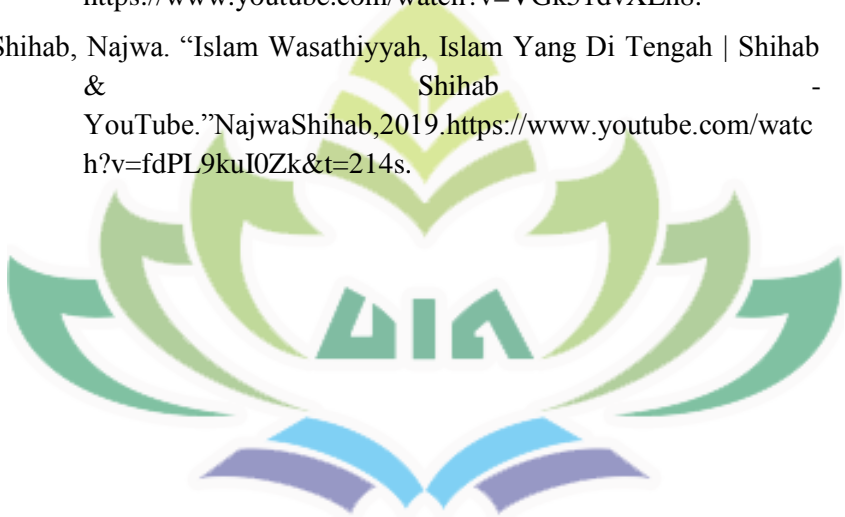 Shihab, Najwa. “Islam Wasathiyyah, Islam Yang Di Tengah | Shihab
& Shihab -
YouTube.”NajwaShihab,2019.https://www.youtube.com/watc
h?v=fdPL9kuI0Zk&t=214s.
UIN